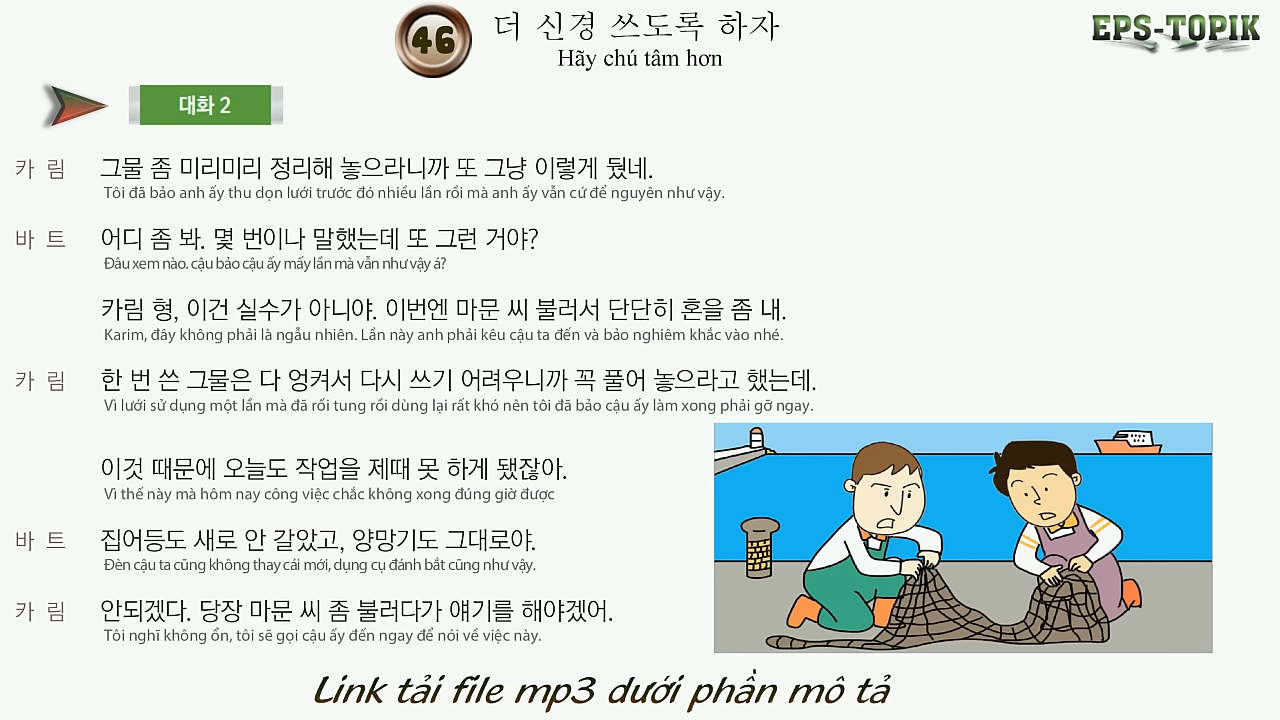 46
더 신경 쓰도록 하자
Hãy chú tâm hơn
EPS-TOPIK
대화 2
카 림 그물 좀 미리미리 정리해 놓으라니까 또 그냥 이렇게 뒀네.
Tôi đã bảo anh ấy thu dọn lưới trước đó nhiều lần rồi mà anh ấy vẫn cứ để nguyên như vậy.
바 트 어디 좀 봐. 몇 번이나 말했는데 또 그런 거야?
Đâu xem nào. cậu bảo cậu ấy mấy lần mà vẫn như vậy á?
카림 형, 이건 실수가 아니야. 이번엔 마문 씨 불러서 단단히 혼을 좀 내.
Karim, đây không phải là ngẫu nhiên. Lần này anh phải kêu cậu ta đến và bảo nghiêm khắc vào nhé.
카 림 한 번 쓴 그물은 다 엉켜서 다시 쓰기 어려우니까 꼭 풀어 놓으라고 했는데.
Vì lưới sử dụng một lần mà đã rối tung rồi dùng lại rất khó nên tôi đã bảo cậu ấy làm xong phải gỡ ngay.
이것 때문에 오늘도 작업을 제때 못 하게 됐잖아.
Vì thế này mà hôm nay công việc chắc không xong đúng giờ được
바 트 집어등도 새로 안 갈았고, 양망기도 그대로야.
Đèn cậu ta cũng không thay cái mới, dụng cụ đánh bắt cũng như vậy.
카 림 안되겠다. 당장 마문 씨 좀 불러다가 얘기를 해야겠어.
Tôi nghĩ không ổn, tôi sẽ gọi cậu ấy đến ngay để nói về việc này.
Link tải file mp3 dưới phần mô tả